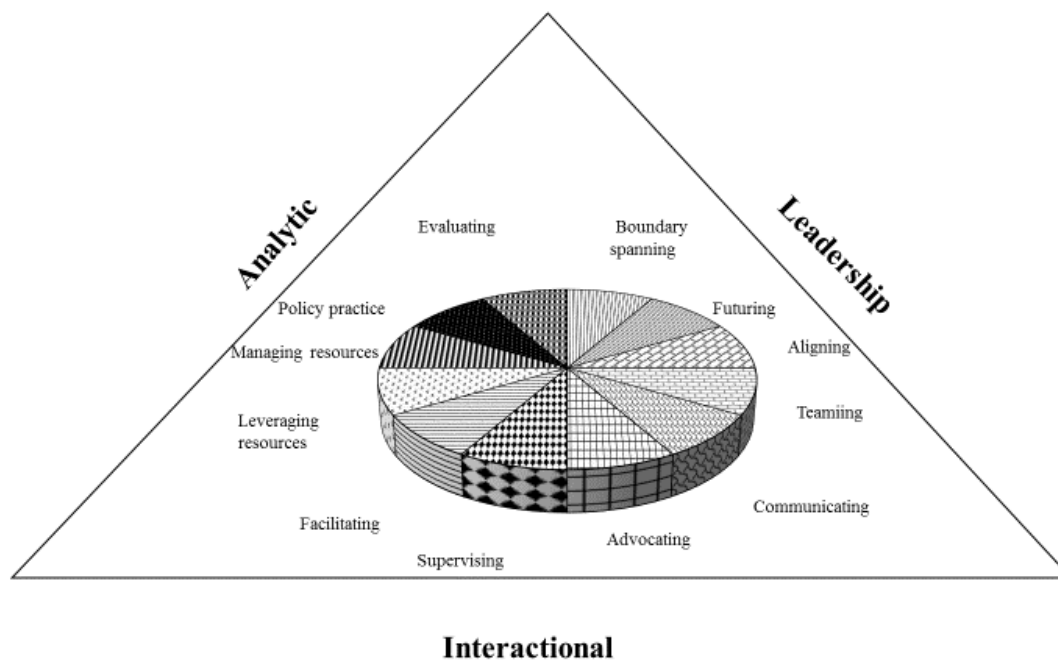 Analytic
Leadership
Evaluating
Boundary
spanning
Policy practice
Futuring
Managing resources
Aligning
Leveraging
resources
Teamiing
Facilitating
Communicating
Supervising
Advocating
Interactional